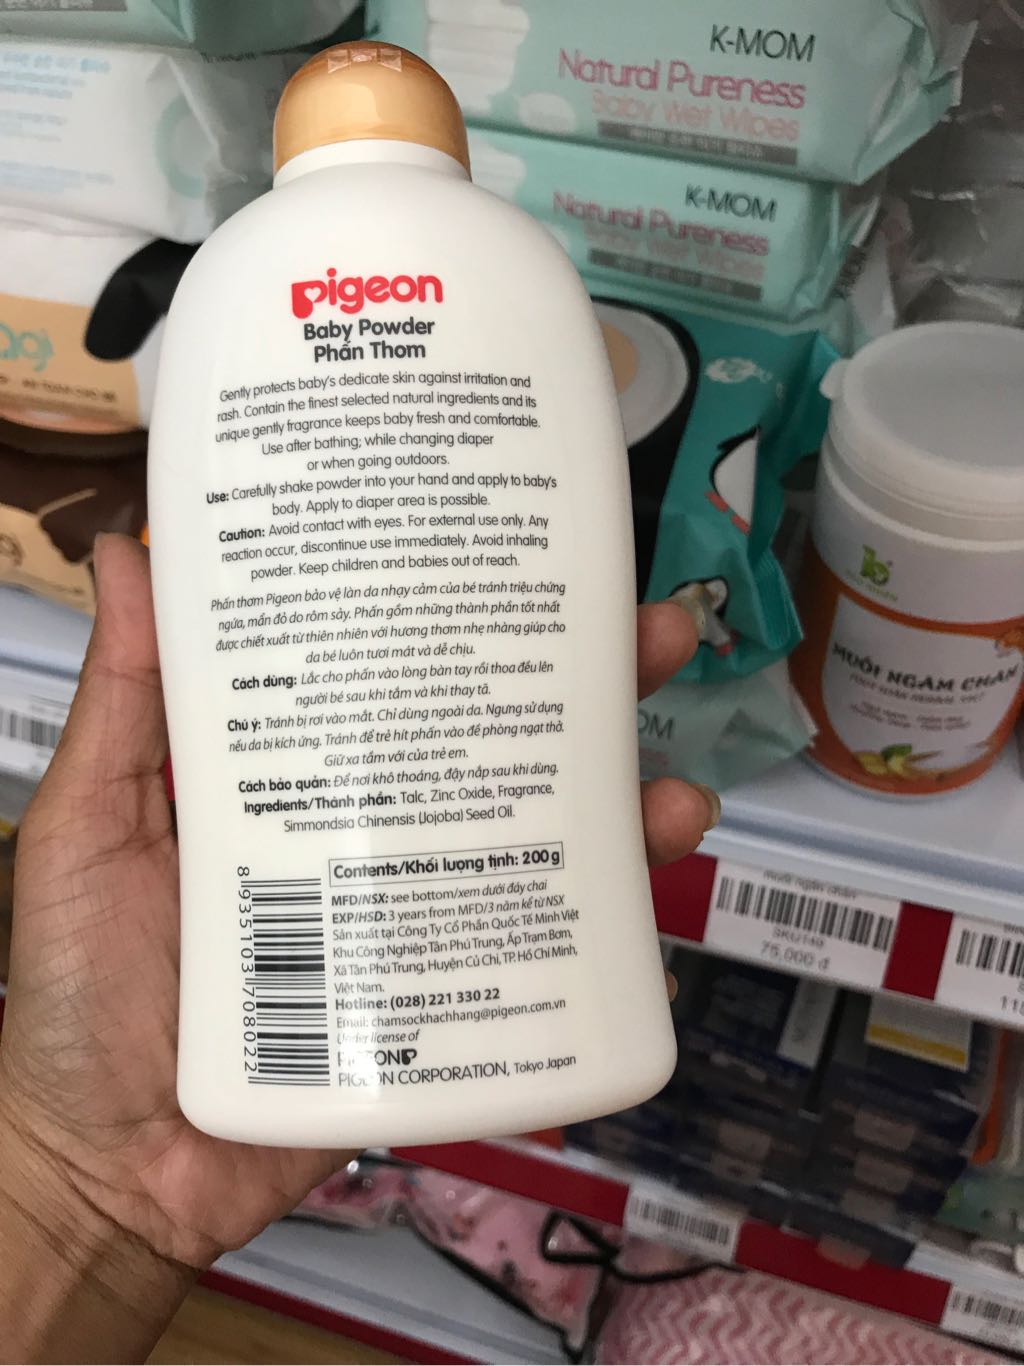 K-MOM
Natural Pureness
Baby Wet Wipes
K-MOM
Natural Pureness
Baby Wet Wipes
pigeon
Baby Powder
Phấn Thơm
Gently protects baby's dedicate skin against irritation and
rash. Contain the finest selected natural ingredients and its
unique gently fragrance keeps baby fresh and comfortable.
Use after bathing; while changing diaper
or when going outdoors.
Use: Carefully shake powder into your hand and apply to baby's
body. Apply to diaper area is possible.
Caution: Avoid contact with eyes. For external use only. Any
reaction occur, discontinue use immediately. Avoid inhaling
powder. Keep children and babies out of reach.
Phấn thơm Pigeon bảo vệ làn da nhạy cảm của bé tránh triệu chứng
ngứa, mẩn đỏ do rôm sảy. Phấn gồm những thành phần tốt nhất
được chiết xuất từ thiên nhiên với hương thơm nhẹ nhàng giúp cho
da bé luôn tươi mát và dễ chịu.
Cách dùng: Lắc cho phấn vào lòng bàn tay rồi thoa đều lên
người bé sau khi tắm và khi thay tã.
Chú ý: Tránh bị rơi vào mắt. Chỉ dùng ngoài da. Ngưng sử dụng
nếu da bị kích ứng. Tránh để trẻ hít phấn vào đề phòng ngạt thở.
Giữ xa tầm với của trẻ em.
Cách bảo quản: Để nơi khô thoáng, đậy nắp sau khi dùng.
Ingredients/Thành phần: Talc, Zinc Oxide, Fragrance,
Simmondsia Chinensis (Jojoba) Seed Oil.
Contents/Khối lượng tịnh: 200g
MFD/NSX: see bottom/xem dưới đáy chai
EXP/HSD: 3 years from MFD/3 năm kể từ NSX
Sản xuất tại Công Ty Cổ Phần Quốc Tế Minh Việt
Khu Công Nghiệp Tân Phú Trung, Ấp Trạm Bơm,
Xã Tân Phú Trung, Huyện Củ Chi, TP. Hồ Chí Minh,
Việt Nam.
Hotline: (028) 221 330 22
Email: chamsockhachhang@pigeon.com.vn
Under license of
PIGEON
PIGEON CORPORATION, Tokyo Japan
8 935103 708022
MUỐI NGÂM CHÂN
muối ngâm chân
SKU149
75,000 đ